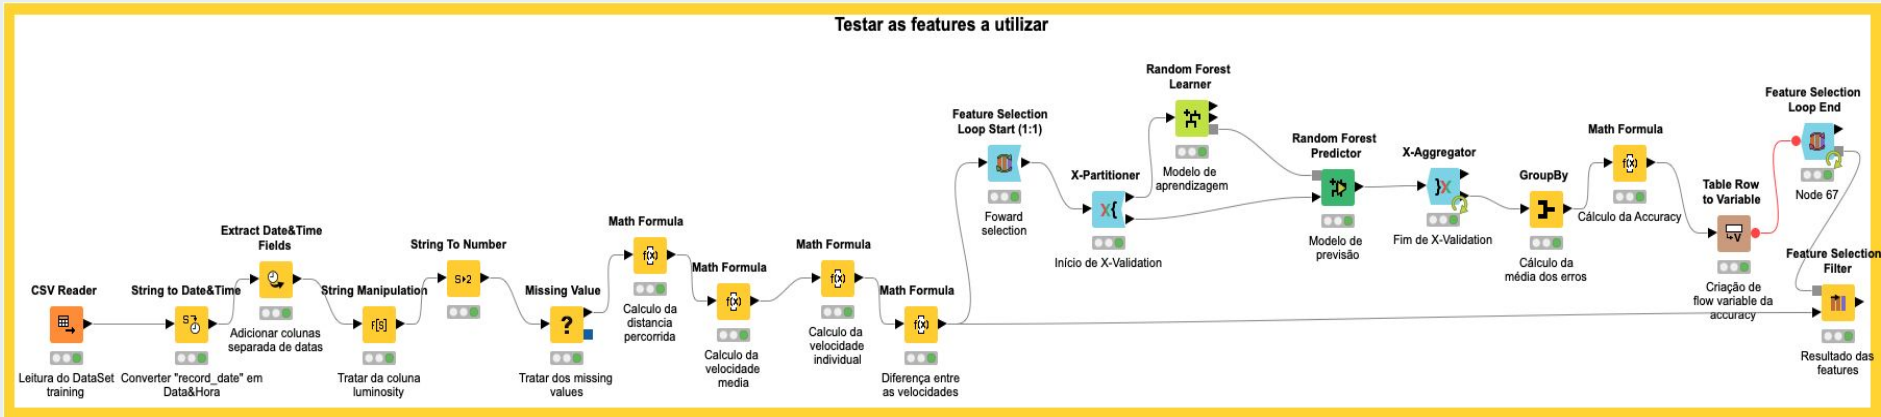 Testar as features a utilizar
CSV Reader
Leitura do DataSet
training
String to Date&Time
Converter "record_date" em
Data&Hora
Extract Date&Time
Fields
Adicionar colunas
separada de datas
String Manipulation
F[S]
Tratar da coluna
luminosity
String To Number
S+2
Missing Value
?
Tratar dos missing
values
Math Formula
f(x)
Calculo da
distancia
percorrida
Math Formula
f(x)
Calculo da
velocidade
media
Math Formula
f(x)
Calculo da
velocidade
individual
Math Formula
f(x)
Diferença entre
as velocidades
Feature Selection
Loop Start (1:1)
Foward
selection
X-Partitioner
X{
Início de X-Validation
Random Forest
Learner
Modelo de
aprendizagem
Random Forest
Predictor
Modelo de
previsão
X-Aggregator
}X
Fim de X-Validation
GroupBy
Cálculo da
média dos erros
Math Formula
f(x)
Cálculo da Accuracy
Table Row
to Variable
Criação de
flow variable da
accuracy
Feature Selection
Loop End
Node 67
Feature Selection
Filter
Resultado das
features